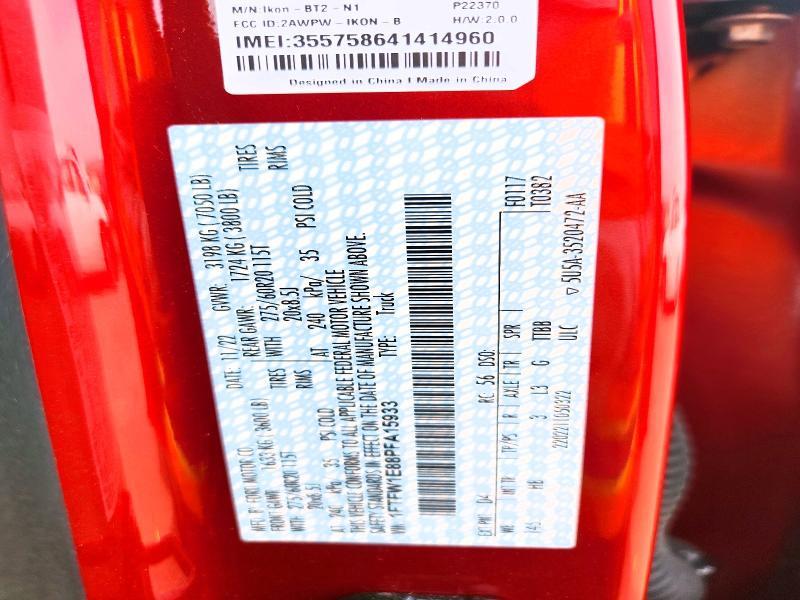 M/N:Ikon-BT2-N1 P22370
FCC ID:2AWPW-IKON-B H/W:2.0.0
IMEI:355758641414960
Designed in China | Made in China
MFD. BY FORD MOTOR CO.
DATE: 11/22 GVWR: 3198 KG (7050 LB)
FRONT GAWR: 1633 KG (3600 LB) REAR GAWR: 1724 KG (3800 LB)
WITH 275/60R20 115T TIRES WITH 275/60R20 115T TIRES
20x8.5J RIMS 20x8.5J RIMS
AT 240 kPa/ 35 PSI COLD AT 240 kPa/ 35 PSI COLD
THIS VEHICLE CONFORMS TO ALL APPLICABLE FEDERAL MOTOR VEHICLE
SAFETY STANDARDS IN EFFECT ON THE DATE OF MANUFACTURE SHOWN ABOVE.
VIN: 1FTFW1E88PFA15933 TYPE: Truck
EXT PNT: D4 RC: 56 DSO: F0117
T0382
WB INT TR TP/PS R AXLE TR SPR
145 HB 3 L3 G TTBB
20221105032Z ULC
▽ 5U5A-3520472-AA